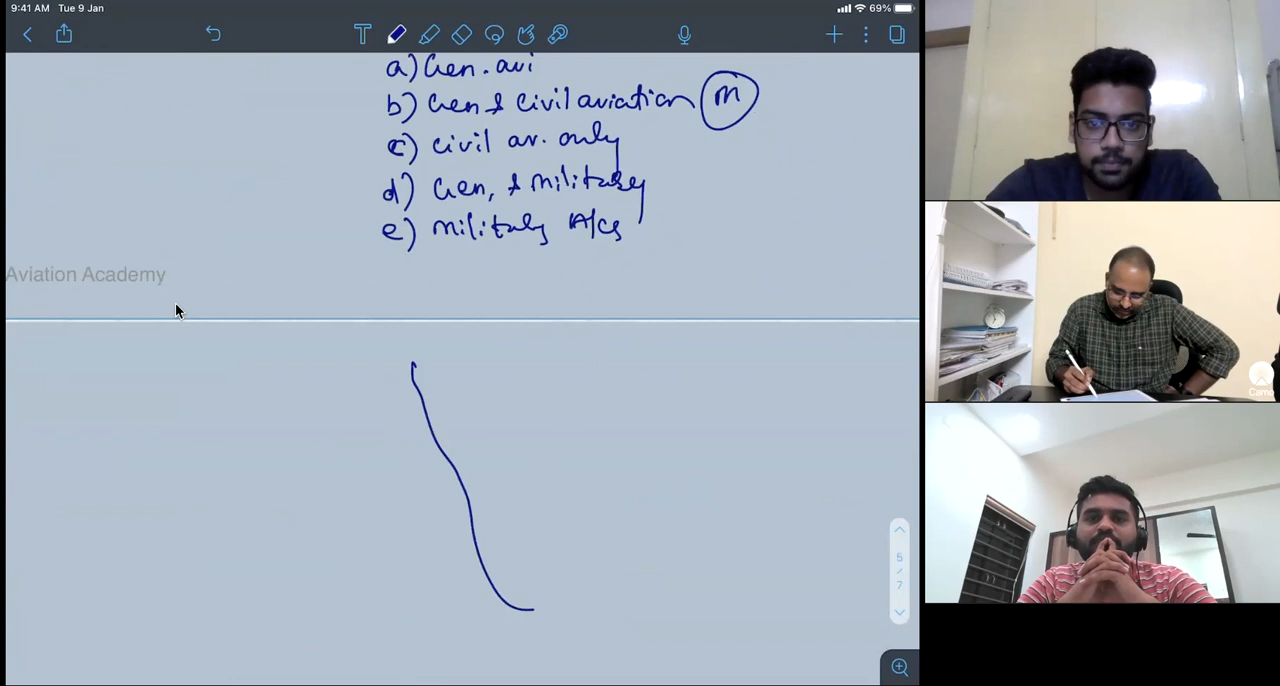 9:41 AM Tue 9 Jan
69%
a) Gen. avi
b) Gen & Civil aviation m
c) Civil av. only
d) Gen, & military
e) military A/cs
Aviation Academy
5
/
7
Camo